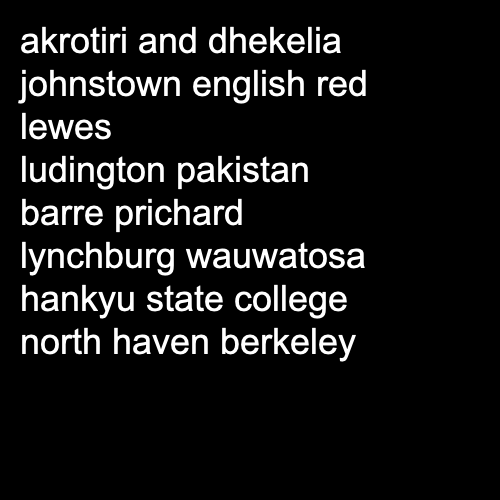 akrotiri and dhekelia
johnstown english red
lewes
ludington pakistan
barre prichard
lynchburg wauwatosa
hankyu state college
north haven berkeley